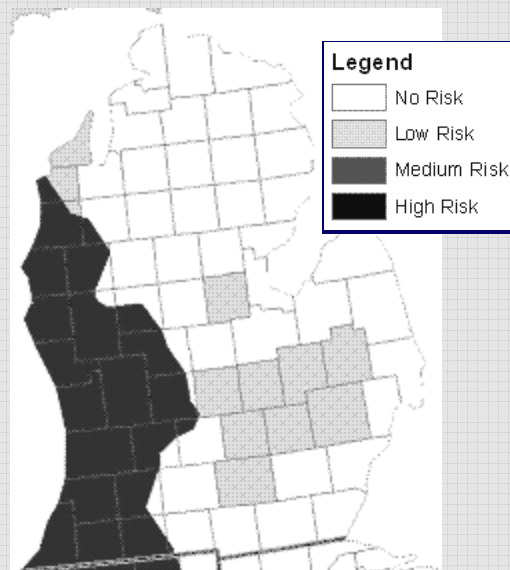 Legend
No Risk
Low Risk
Medium Risk
High Risk